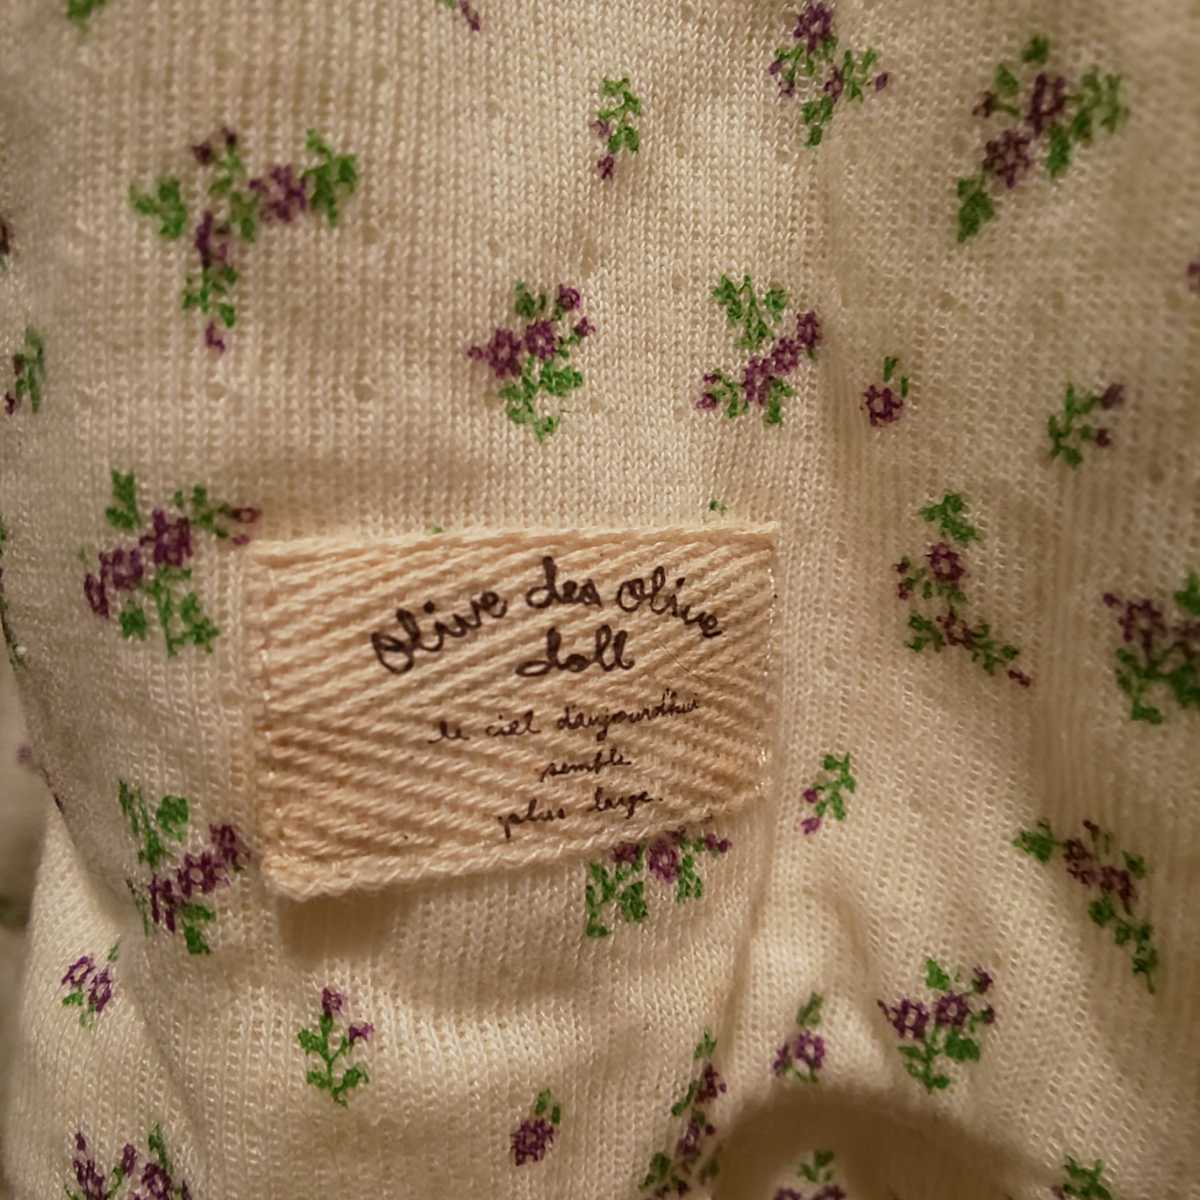 olive des olive
doll
le ciel d'aujourd'hui
semble
plus large.